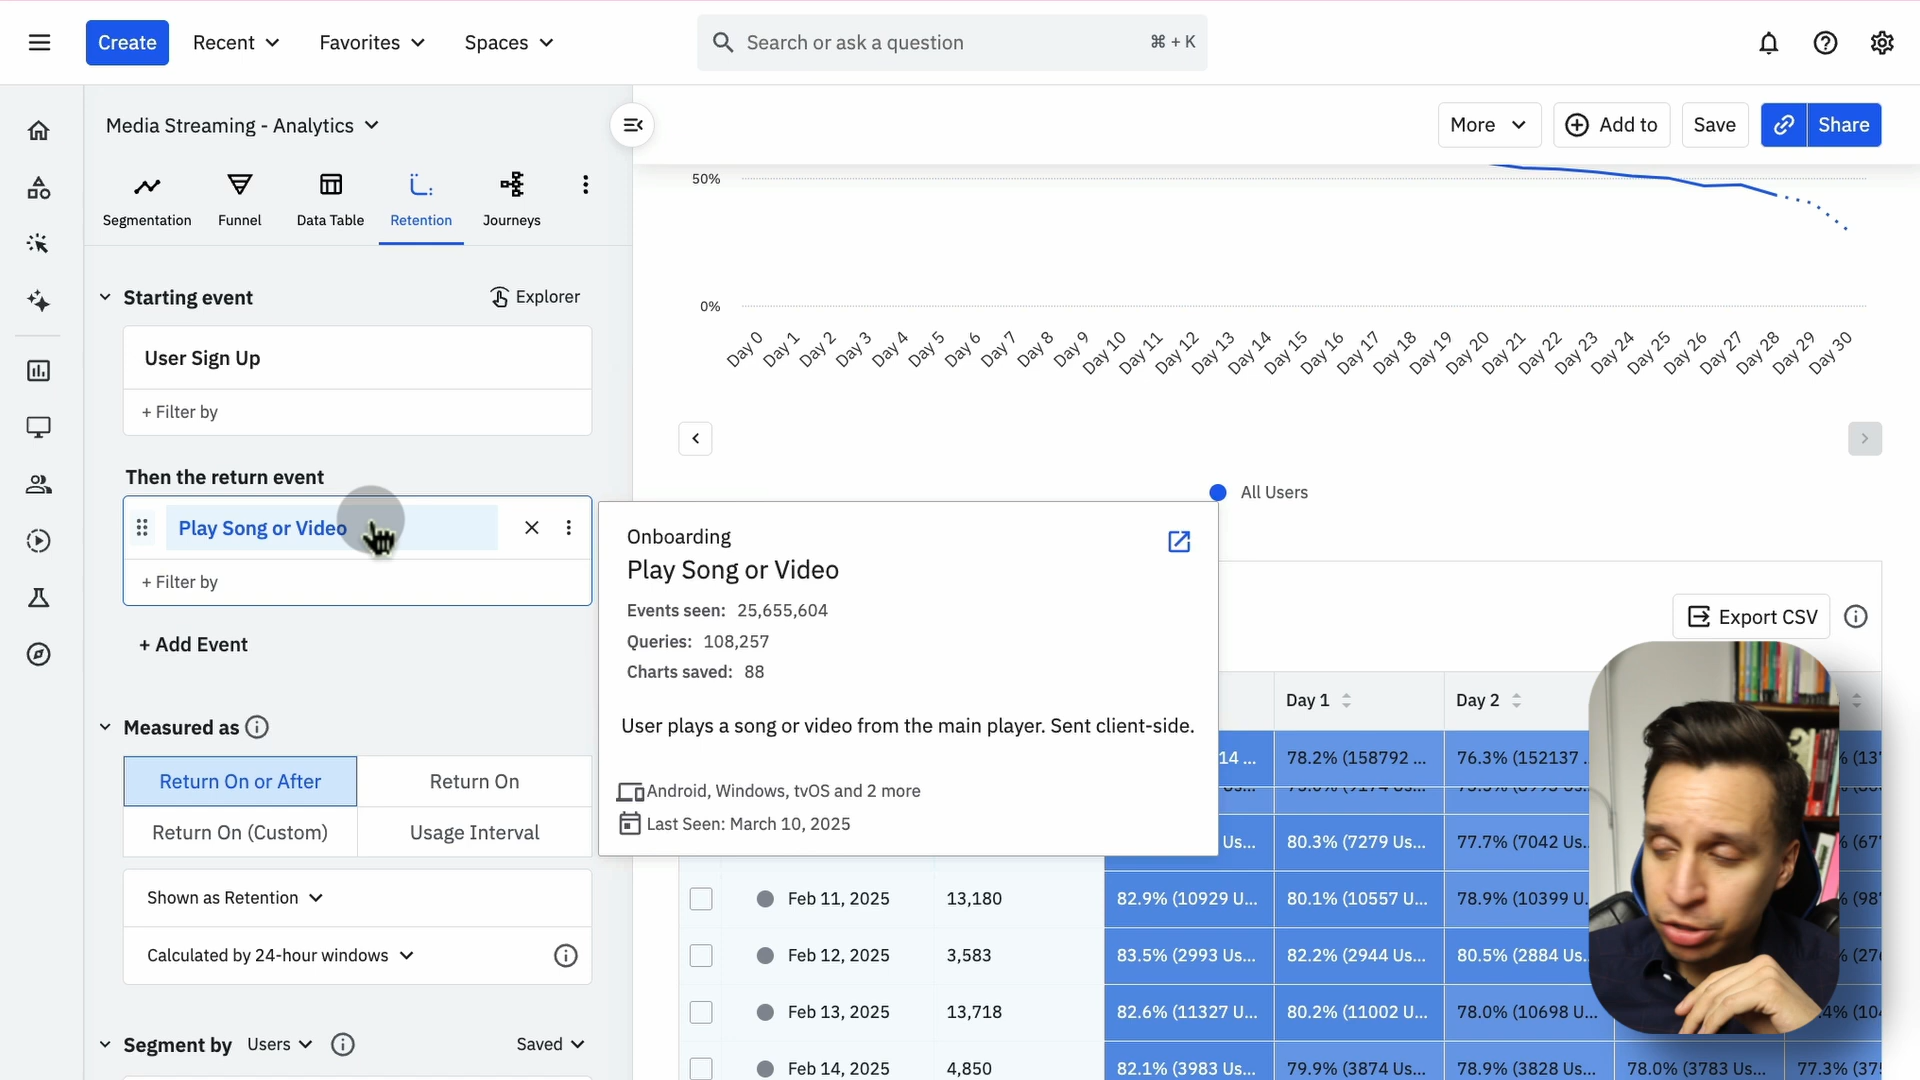 Create
Recent
Favorites
Spaces
Search or ask a question
⌘ + K
Media Streaming - Analytics
More
Add to
Save
Share
Segmentation
Funnel
Data Table
Retention
Journeys
Starting event
Explorer
User Sign Up
+ Filter by
Then the return event
Play Song or Video
+ Filter by
+ Add Event
Measured as
Return On or After
Return On
Return On (Custom)
Usage Interval
Shown as Retention
Calculated by 24-hour windows
Segment by
Users
Saved
50%
0%
Day 0
Day 1
Day 2
Day 3
Day 4
Day 5
Day 6
Day 7
Day 8
Day 9
Day 10
Day 11
Day 12
Day 13
Day 14
Day 15
Day 16
Day 17
Day 18
Day 19
Day 20
Day 21
Day 22
Day 23
Day 24
Day 25
Day 26
Day 27
Day 28
Day 29
Day 30
All Users
Onboarding
Play Song or Video
Events seen: 25,655,604
Queries: 108,257
Charts saved: 88
User plays a song or video from the main player. Sent client-side.
Android, Windows, tvOS and 2 more
Last Seen: March 10, 2025
Export CSV
Day 1
Day 2
14 ...
78.2% (158792 ...
76.3% (152137 .
(13
Us...
80.3% (7279 Us...
77.7% (7042 Us.
(67
Feb 11, 2025
13,180
82.9% (10929 U...
80.1% (10557 U...
78.9% (10399 U.
(98
Feb 12, 2025
3,583
83.5% (2993 Us...
82.2% (2944 Us...
80.5% (2884 Us.
(27
Feb 13, 2025
13,718
82.6% (11327 U...
80.2% (11002 U...
78.0% (10698 U...
4% (10
Feb 14, 2025
4,850
82.1% (3983 Us...
79.9% (3874 Us...
78.9% (3828 Us...
78.0% (3783 Us...
77.3% (37